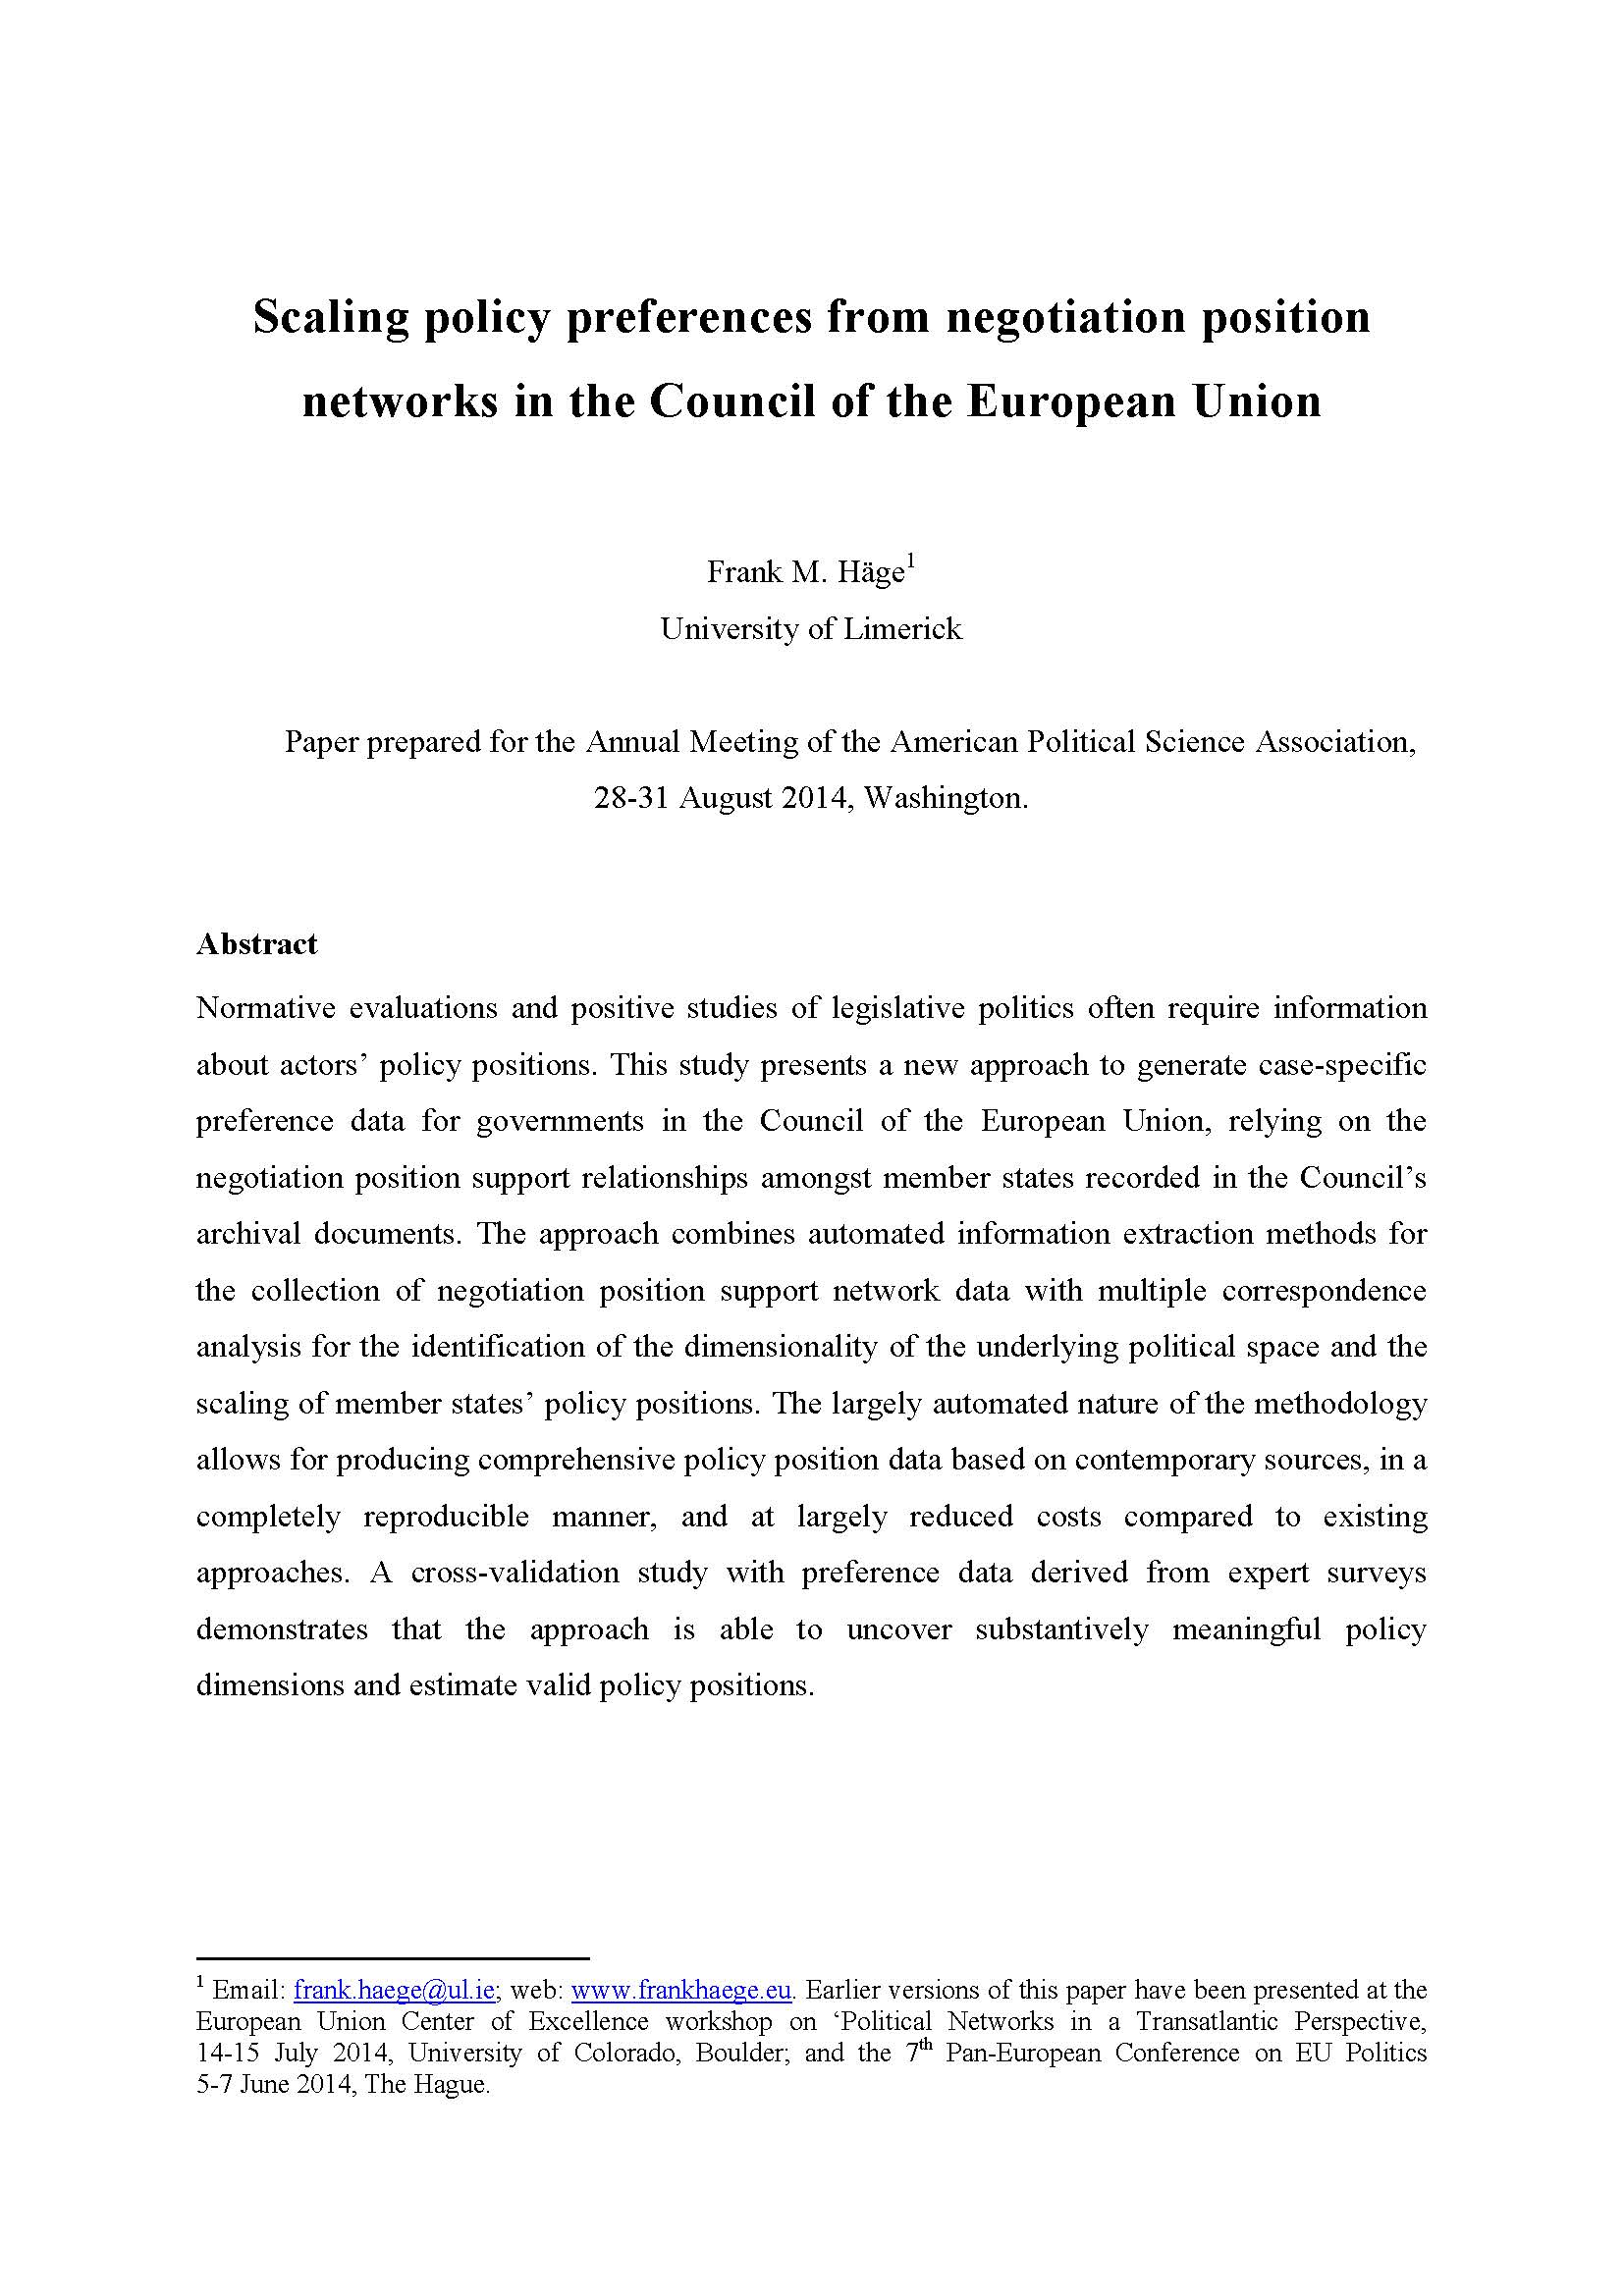 Scaling policy preferences from negotiation position
networks in the Council of the European Union
Frank M. Häge1
University of Limerick
Paper prepared for the Annual Meeting of the American Political Science Association,
28-31 August 2014, Washington.
Abstract
Normative evaluations and positive studies of legislative politics often require information
about actors’ policy positions. This study presents a new approach to generate case-specific
preference data for governments in the Council of the European Union, relying on the
negotiation position support relationships amongst member states recorded in the Council’s
archival documents. The approach combines automated information extraction methods for
the collection of negotiation position support network data with multiple correspondence
analysis for the identification of the dimensionality of the underlying political space and the
scaling of member states’ policy positions. The largely automated nature of the methodology
allows for producing comprehensive policy position data based on contemporary sources, in a
completely reproducible manner, and at largely reduced costs compared to existing
approaches. A cross-validation study with preference data derived from expert surveys
demonstrates that the approach is able to uncover substantively meaningful policy
dimensions and estimate valid policy positions.
1 Email: frank.haege@ul.ie; web: www.frankhaege.eu. Earlier versions of this paper have been presented at the
European Union Center of Excellence workshop on ‘Political Networks in a Transatlantic Perspective,
14-15 July 2014, University of Colorado, Boulder; and the 7th Pan-European Conference on EU Politics
5-7 June 2014, The Hague.